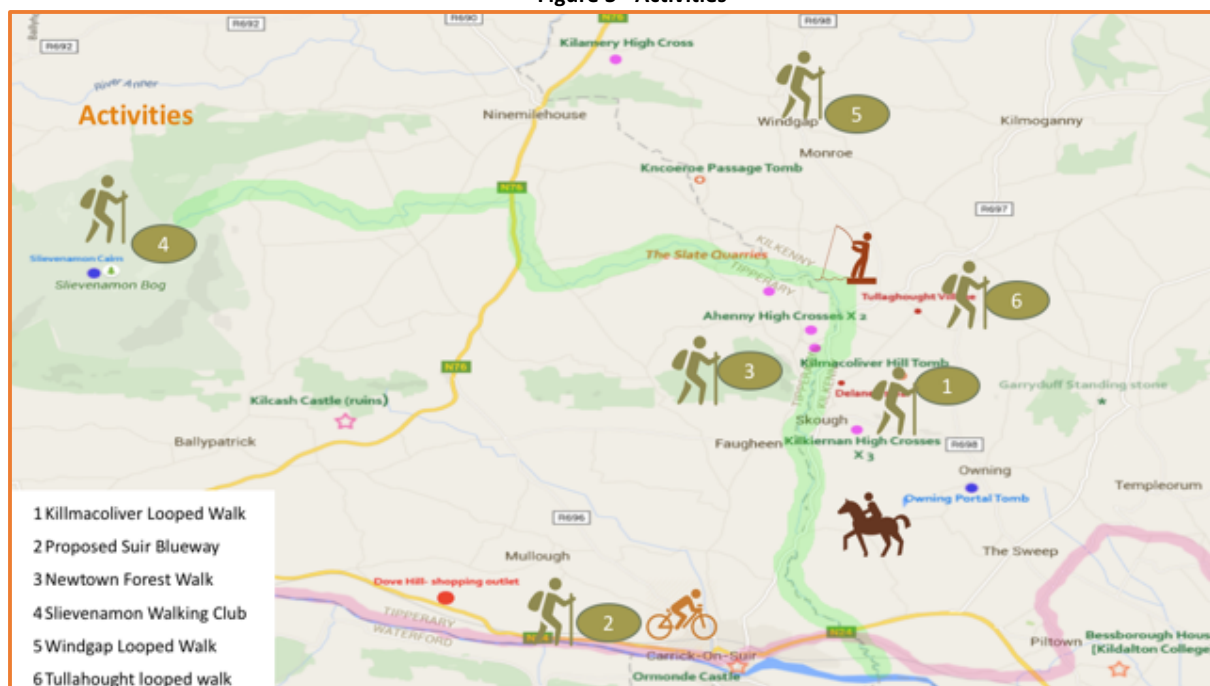 Figure 3 - Activities
R692
R690
N76
R698
R692
Kilamery High Cross
River Anner
Activities
Ninemilehouse
5
Windgap
Kilmoganny
Monroe
Kncoeroe Passage Tomb
N76
R697
4
KILKENNY
The Slate Quarries
TIPPERARY
Slievenamon Cairn
Slievenamon Bog
Tullaghought
6
Ahenny High Crosses X 2
N76
3
Kilmacoliver Hill Tomb
TIPPERARY
KILKENNY
1
Garryduff Standing stone
Kilcash Castle (ruins)
Skough
Ballypatrick
Faugheen
Kilkiernan High Crosses
X 3
R698
Owning
Templeorum
Owning Portal Tomb
1 Killmacoliver Looped Walk
R696
2 Proposed Suir Blueway
Mullough
The Sweep
3 Newtown Forest Walk
Dove Hill- shopping outlet
4 Slievenamon Walking Club
TIPPERARY
WATERFORD
2
N24
5 Windgap Looped Walk
Carrick-On-Suir
Piltown
Bessborough Hous
[Kildalton College
6 Tullahought looped walk
Ormonde Castle